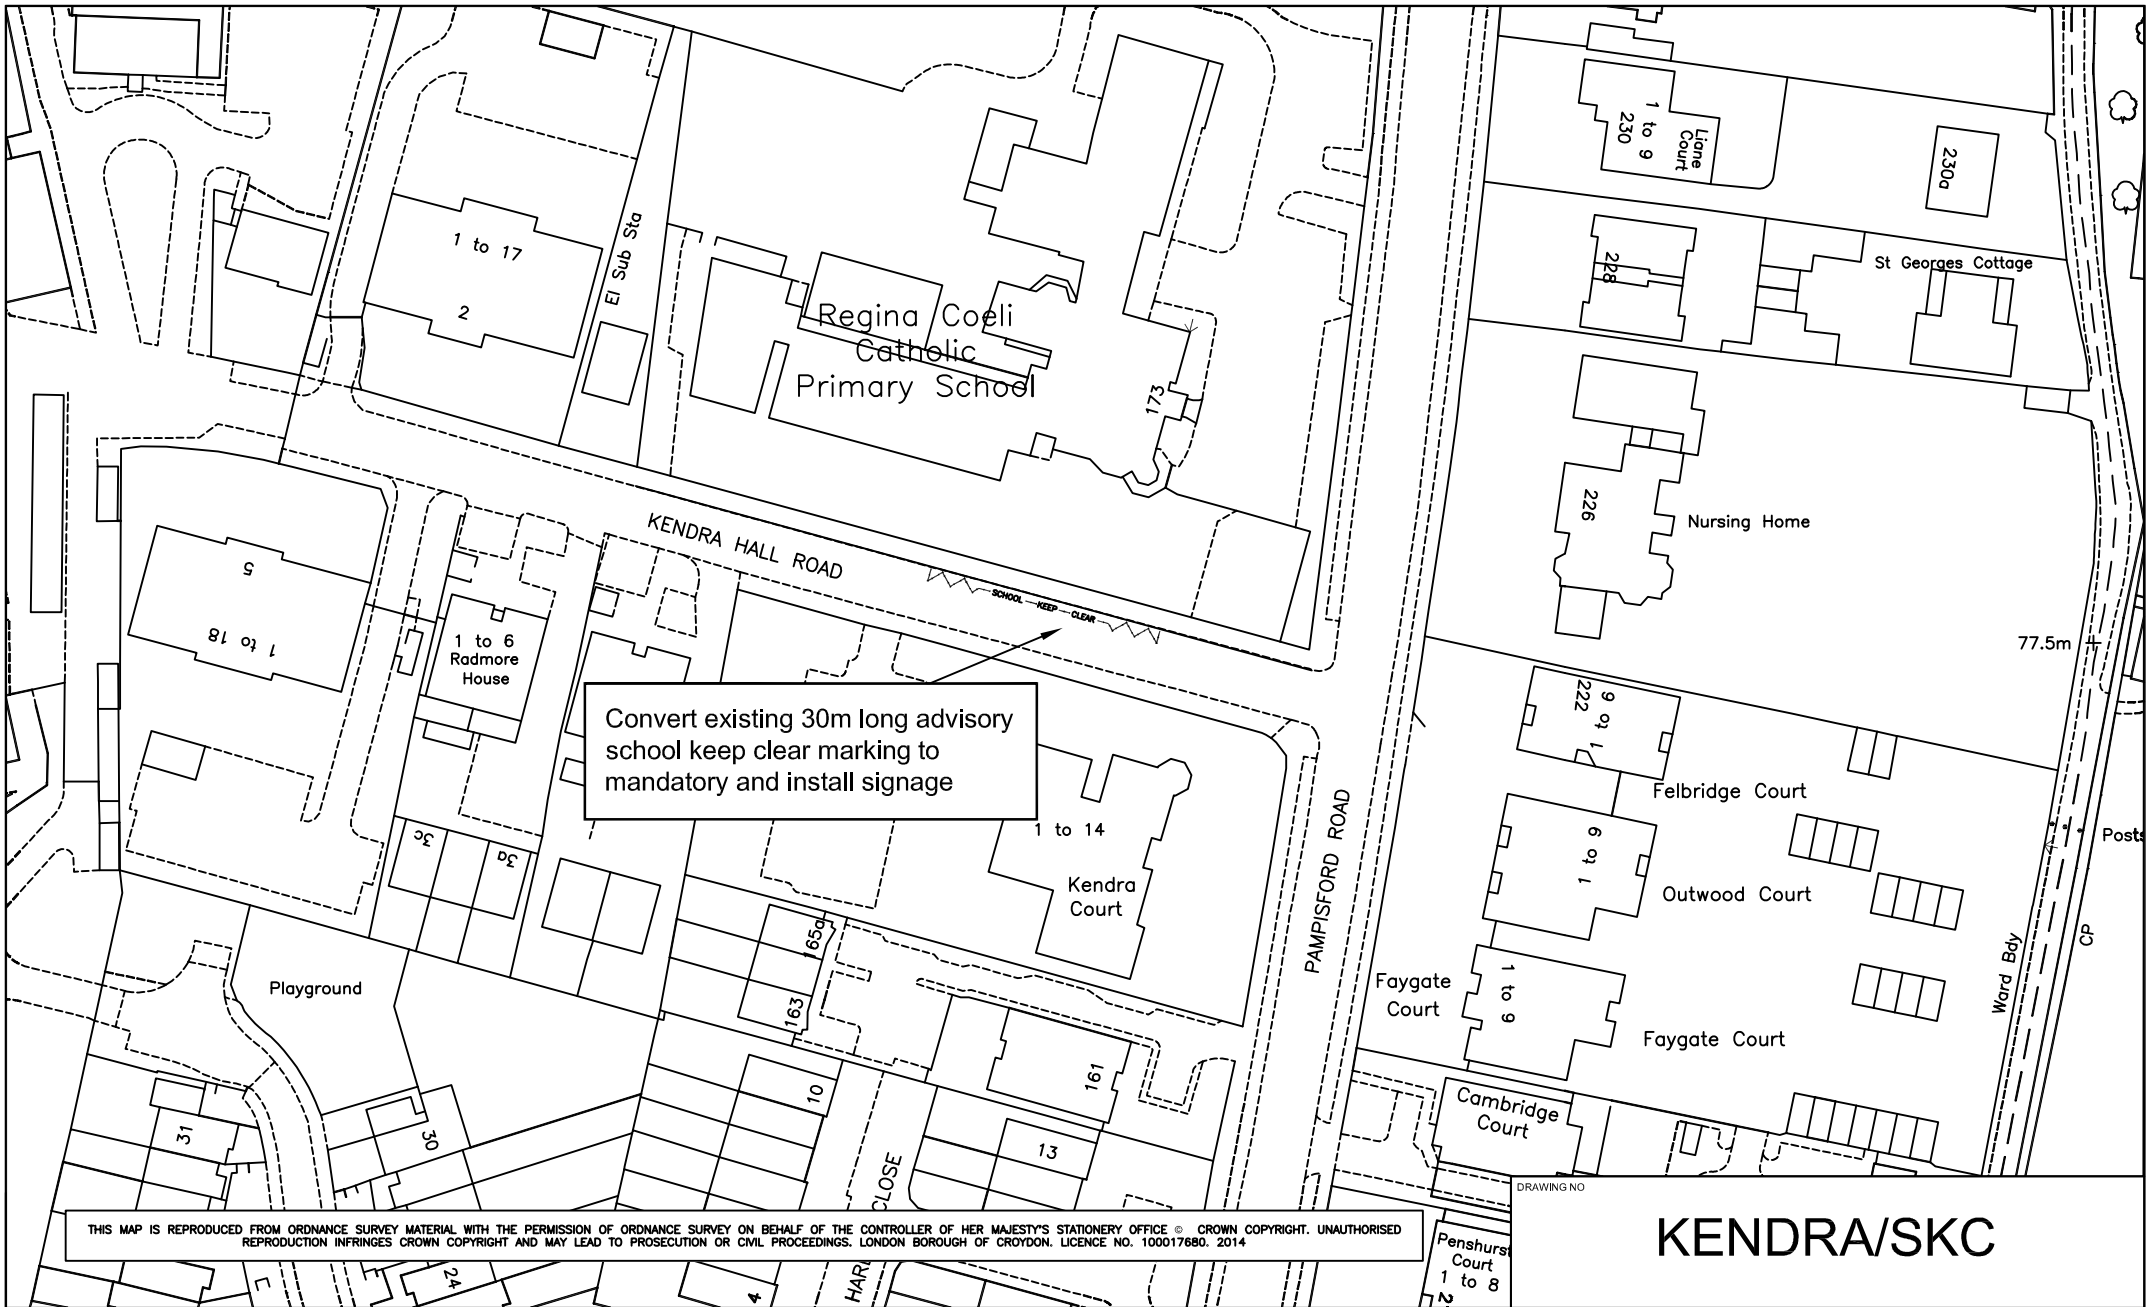 1 to 9
230
Liane
Court
230a
1 to 17
2
El Sub Sta
228
St Georges Cottage
Regina Coeli
Catholic
Primary School
173
226
Nursing Home
KENDRA HALL ROAD
SCHOOL KEEP CLEAR
5
1 to 18
1 to 6
Radmore
House
77.5m
1 to 9
222
Convert existing 30m long advisory
school keep clear marking to
mandatory and install signage
Felbridge Court
PAMPISFORD ROAD
1 to 14
Kendra
Court
3c
3a
1 to 9
Posts
Outwood Court
165a
163
Playground
Faygate
Court
1 to 9
Ward Bdy
CP
Faygate Court
10
161
Cambridge
Court
31
30
13
CLOSE
DRAWING NO
KENDRA/SKC
THIS MAP IS REPRODUCED FROM ORDNANCE SURVEY MATERIAL WITH THE PERMISSION OF ORDNANCE SURVEY ON BEHALF OF THE CONTROLLER OF HER MAJESTY'S STATIONERY OFFICE © CROWN COPYRIGHT. UNAUTHORISED
REPRODUCTION INFRINGES CROWN COPYRIGHT AND MAY LEAD TO PROSECUTION OR CIVIL PROCEEDINGS. LONDON BOROUGH OF CROYDON. LICENCE NO. 100017680. 2014
Penshurst
Court
1 to 8
24
4